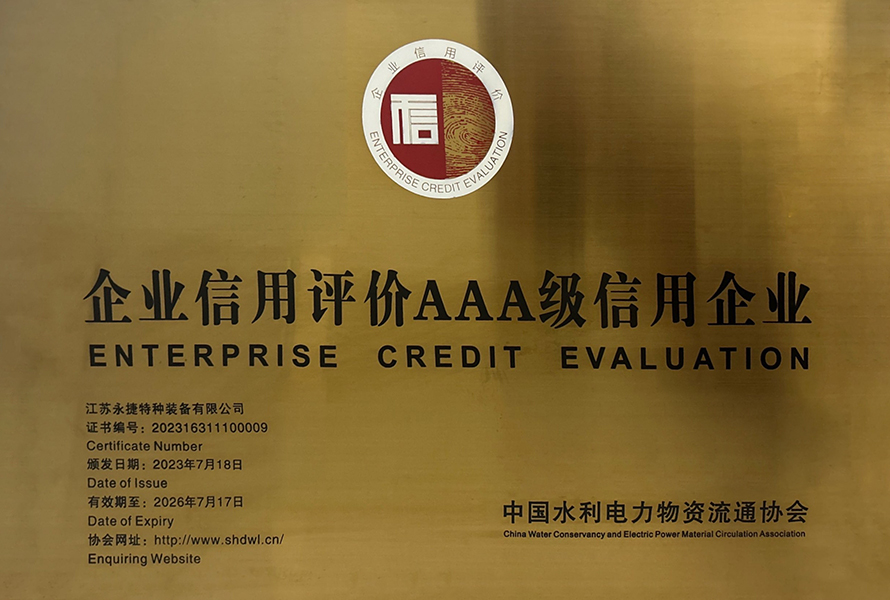 企业信用评价
信
ENTERPRISE CREDIT EVALUATION
企业信用评价AAA级信用企业
ENTERPRISE CREDIT EVALUATION
江苏永捷特种装备有限公司
证书编号：202316311100009
Certificate Number
颁发日期：2023年7月18日
Date of Issue
有效期至：2026年7月17日
Date of Expiry
协会网址：http://www.shdwl.cn/
Enquiring Website
中国水利电力物资流通协会
China Water Conservancy and Electric Power Material Circulation Association